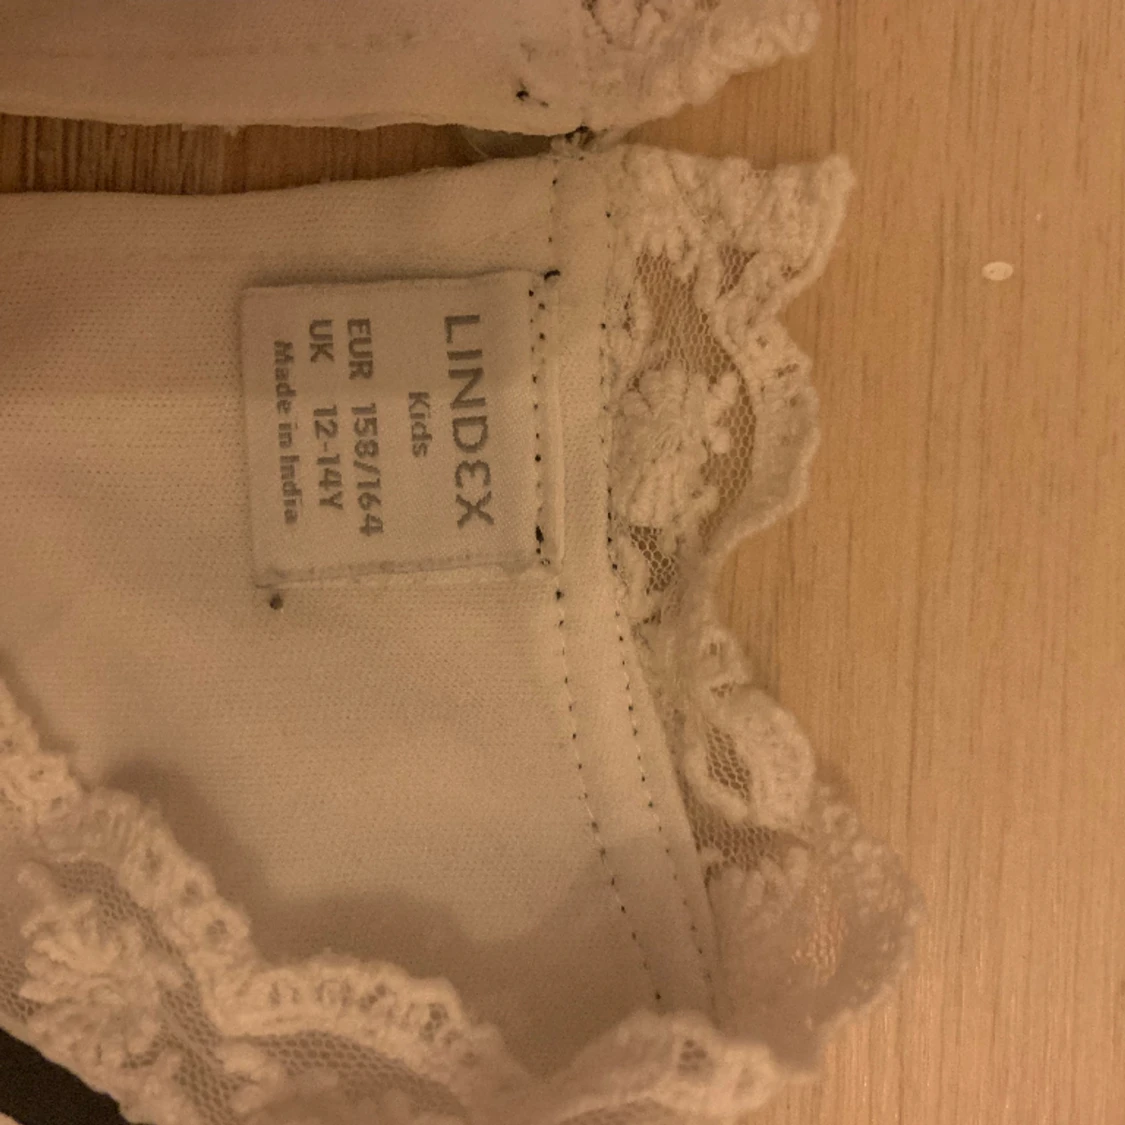 LINDEX
Kids
EUR 158/164
UK 12-14Y
Made in India